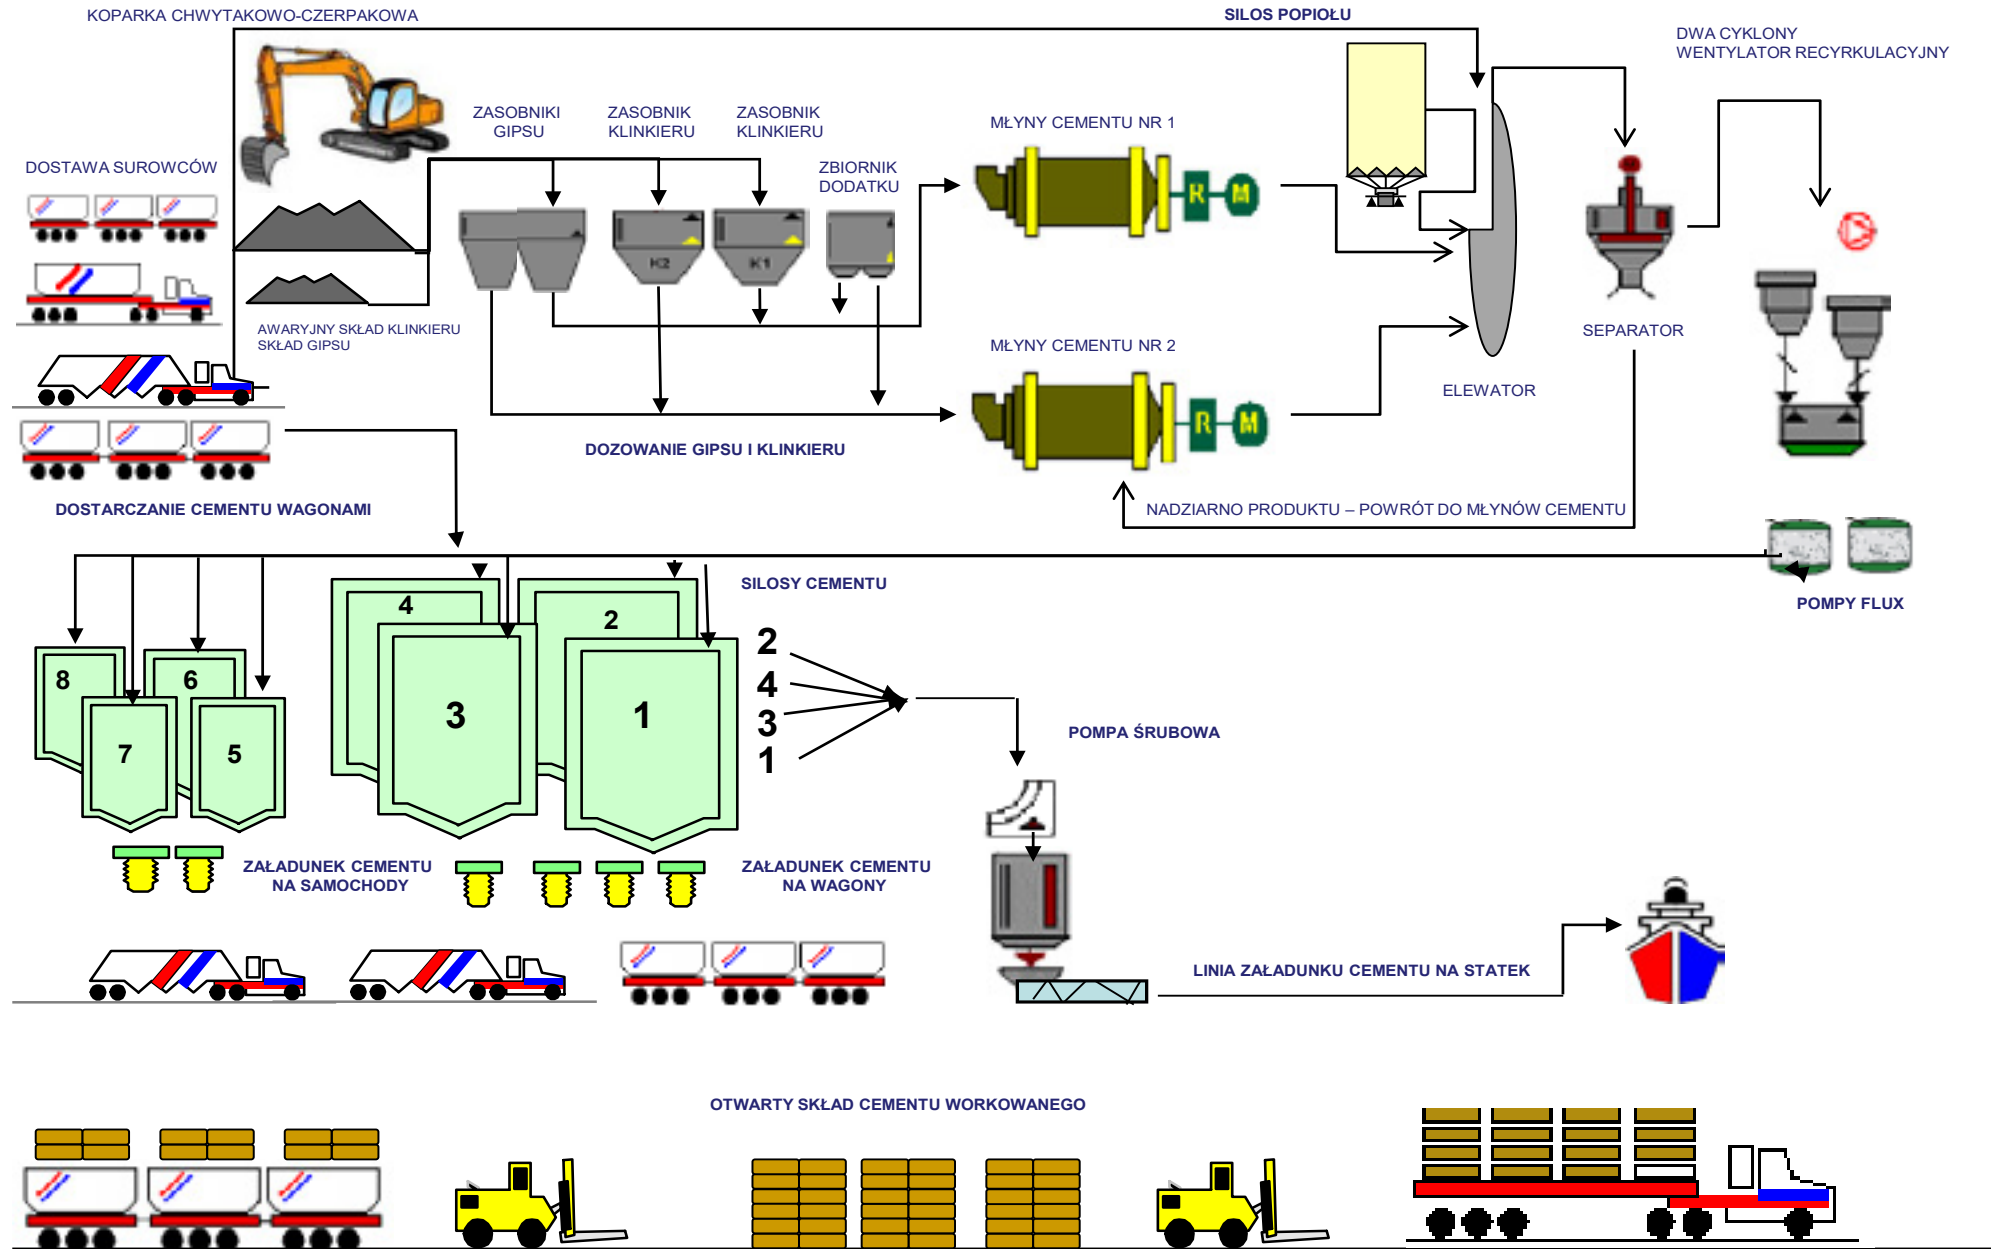 KOPARKA CHWYTAKOWO-CZERPAKOWA
SILOS POPIOŁU
DWA CYKLONY
WENTYLATOR RECYRKULACYJNY
ZASOBNIKI
GIPSU
ZASOBNIK
KLINKIERU
ZASOBNIK
KLINKIERU
MŁYNY CEMENTU NR 1
DOSTAWA SUROWCÓW
ZBIORNIK
DODATKU
R
M
K2
K1
AWARYJNY SKŁAD KLINKIERU
SKŁAD GIPSU
MŁYNY CEMENTU NR 2
SEPARATOR
ELEWATOR
R
M
DOZOWANIE GIPSU I KLINKIERU
DOSTARCZANIE CEMENTU WAGONAMI
NADZIARNO PRODUKTU – POWRÓT DO MŁYNÓW CEMENTU
SILOSY CEMENTU
POMPY FLUX
4
2
8
6
3
1
7
5
2
4
3
1
POMPA ŚRUBOWA
ZAŁADUNEK CEMENTU
NA SAMOCHODY
ZAŁADUNEK CEMENTU
NA WAGONY
LINIA ZAŁADUNKU CEMENTU NA STATEK
OTWARTY SKŁAD CEMENTU WORKOWANEGO